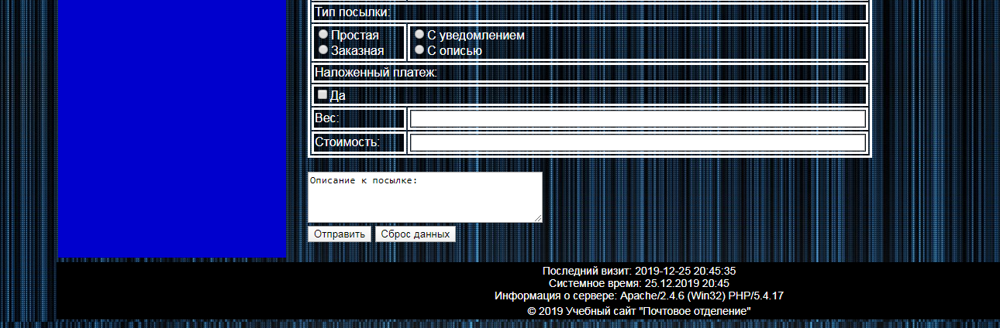 Тип посылки:
Простая
Заказная
С уведомлением
С описью
Наложенный платеж:
Да
Вес:
Стоимость:
Описание к посылке:
Отправить Сброс данных
Последний визит: 2019-12-25 20:45:35
Системное время: 25.12.2019 20:45
Информация о сервере: Apache/2.4.6 (Win32) PHP/5.4.17
© 2019 Учебный сайт "Почтовое отделение"